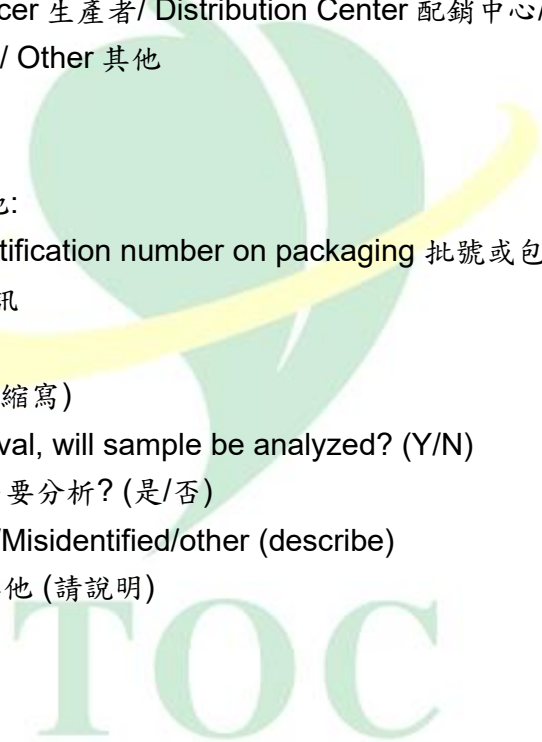 cer 生產者/ Distribution Center 配銷中心/
/ Other 其他
:
tification number on packaging 批號或包
訊
縮寫)
val, will sample be analyzed? (Y/N)
要分析? (是/否)
/Misidentified/other (describe)
他 (請說明)
TOC